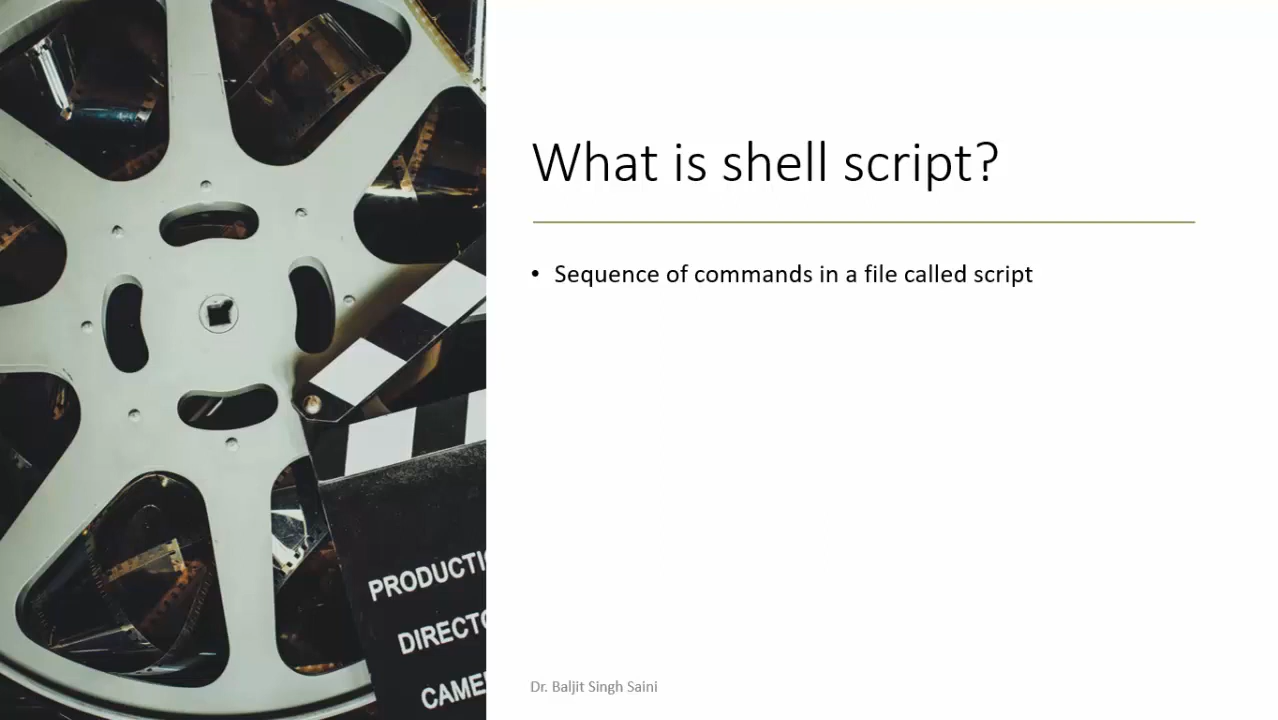 What is shell script?
• Sequence of commands in a file called script
PRODUCTI
DIRECTO
CAME
Dr. Baljit Singh Saini